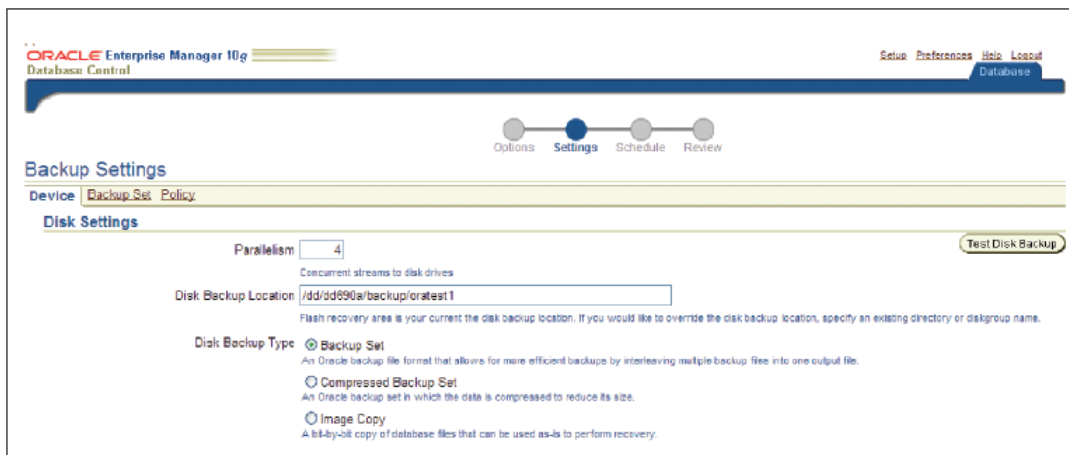 ORACLE Enterprise Manager 10g
Database Control
Setup Preferences Help Logout
Database
Options Settings Schedule Review
Backup Settings
Device Backup Set Policy
Disk Settings
Test Disk Backup
Parallelism 4
Concurrent streams to disk drives
Disk Backup Location /dd/dd690a/backup/oratest1
Flash recovery area is your current the disk backup location. If you would like to override the disk backup location, specify an existing directory or diskgroup name.
Disk Backup Type Backup Set
An Oracle backup file format that allows for more efficient backups by interleaving multiple backup files into one output file.
Compressed Backup Set
An Oracle backup set in which the data is compressed to reduce its size.
Image Copy
A bit-by-bit copy of database files that can be used as-is to perform recovery.